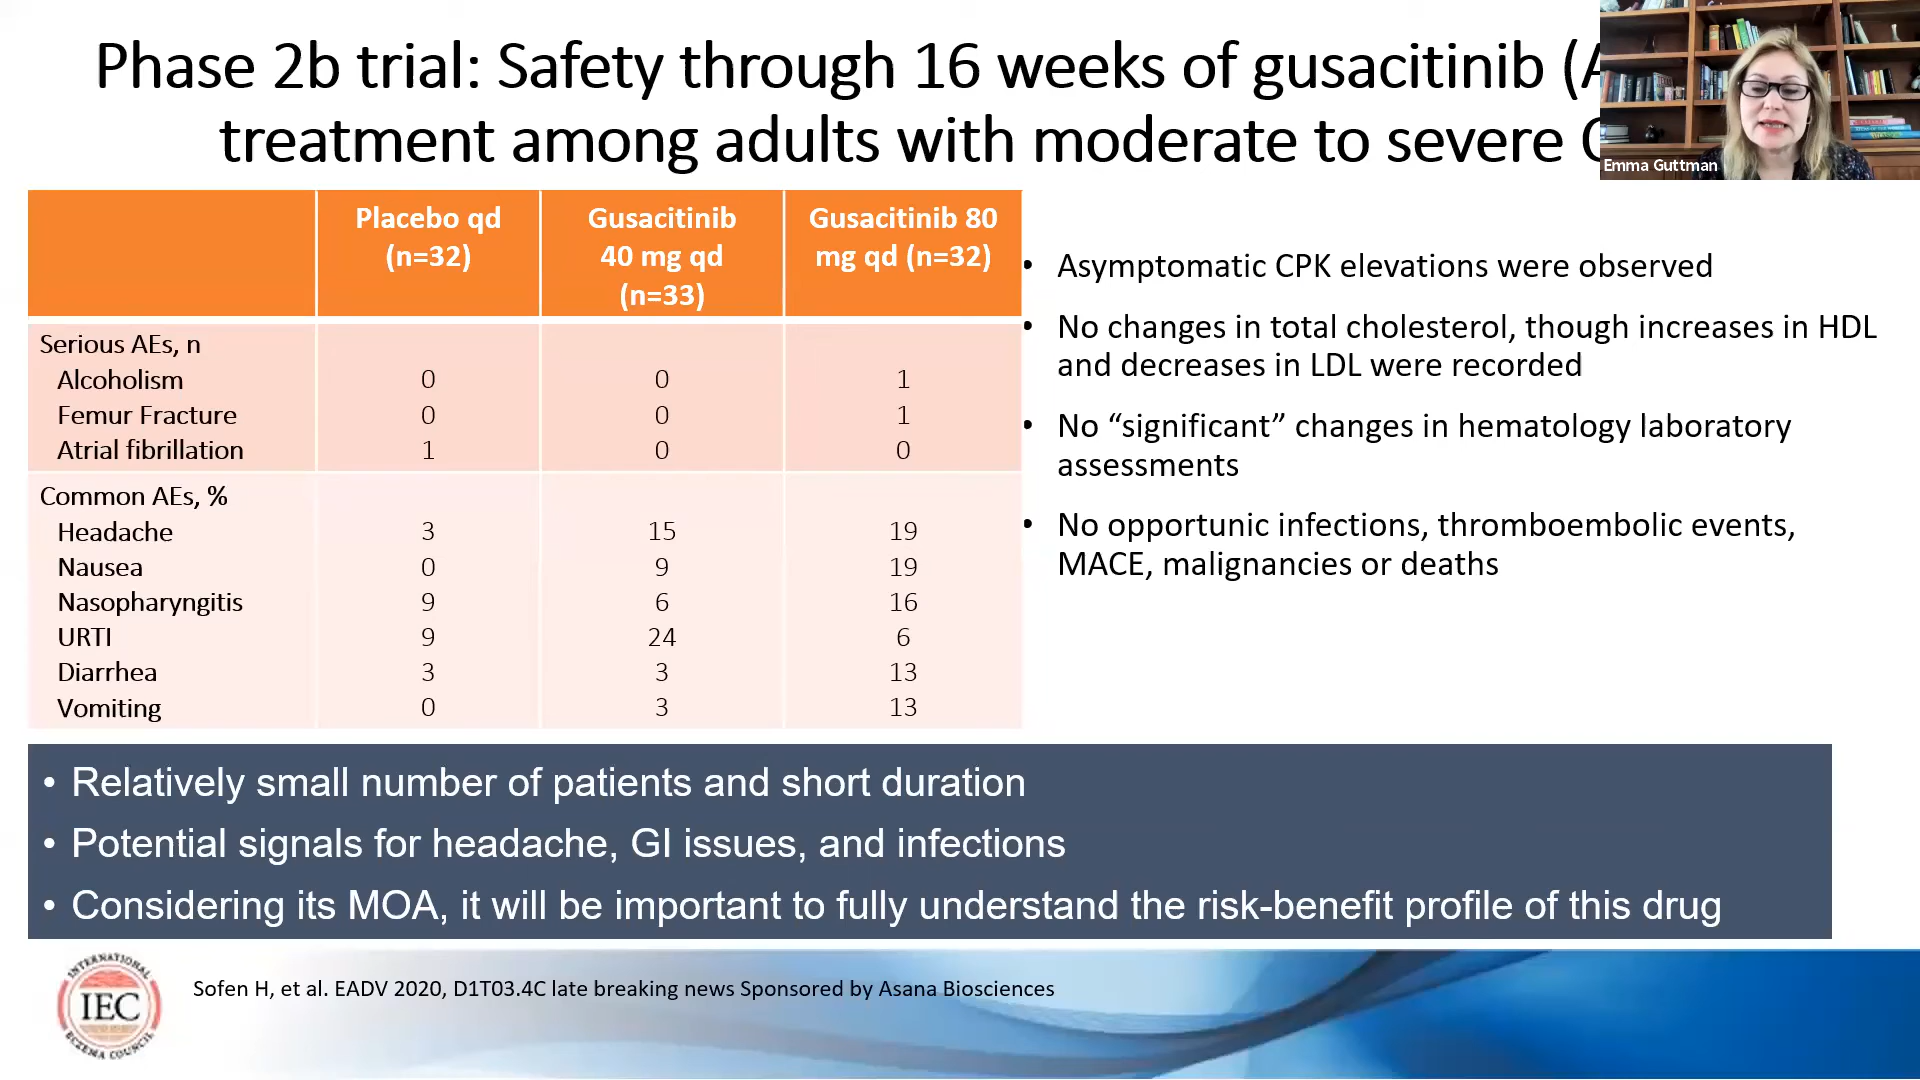 Phase 2b trial: Safety through 16 weeks of gusacitinib (
treatment among adults with moderate to severe
Emma Guttman
Placebo qd (n=32) Gusacitinib 40 mg qd (n=33) Gusacitinib 80 mg qd (n=32)
Serious AEs, n
Alcoholism 0 0 1
Femur Fracture 0 0 1
Atrial fibrillation 1 0 0
Common AEs, %
Headache 3 15 19
Nausea 0 9 19
Nasopharyngitis 9 6 16
URTI 9 24 6
Diarrhea 3 3 13
Vomiting 0 3 13
• Asymptomatic CPK elevations were observed
• No changes in total cholesterol, though increases in HDL
and decreases in LDL were recorded
• No “significant” changes in hematology laboratory
assessments
• No opportunic infections, thromboembolic events,
MACE, malignancies or deaths
• Relatively small number of patients and short duration
• Potential signals for headache, GI issues, and infections
• Considering its MOA, it will be important to fully understand the risk-benefit profile of this drug
INTERNATIONAL
IEC
ECZEMA COUNCIL
Sofen H, et al. EADV 2020, D1T03.4C late breaking news Sponsored by Asana Biosciences